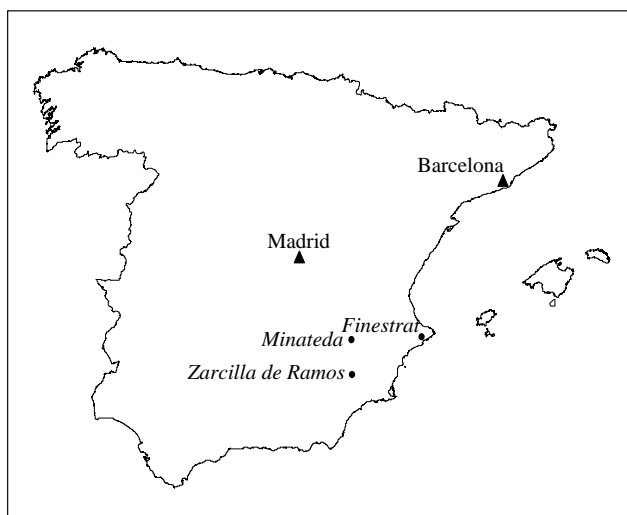 Barcelona
Madrid
Finestrat
Minateda
Zarcilla de Ramos